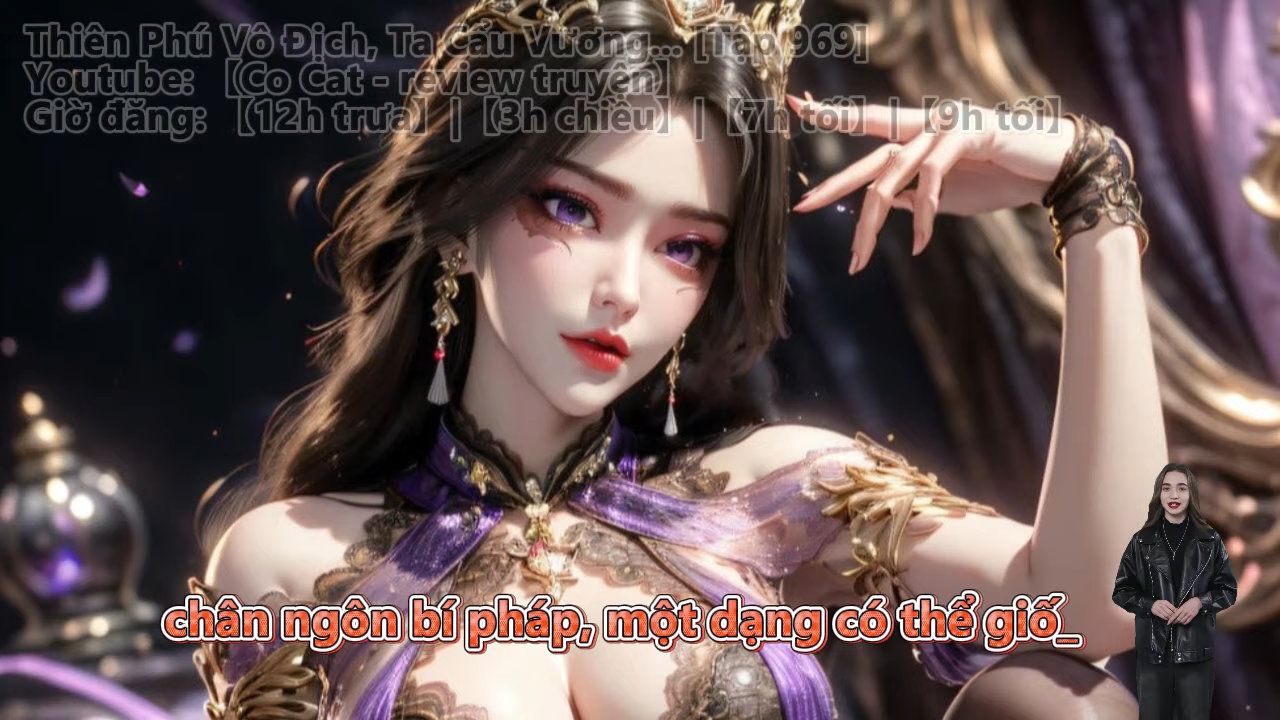 Thiên Phú Vô Địch, Ta Cẩu Vương... [Tập 969]
Youtube: 【Co Cat - review truyện】
Giờ đăng: 【12h trưa】 | 【3h chiều】 | 【7h tối】 | 【9h tối】
chân ngôn bí pháp, một dạng có thể giố_